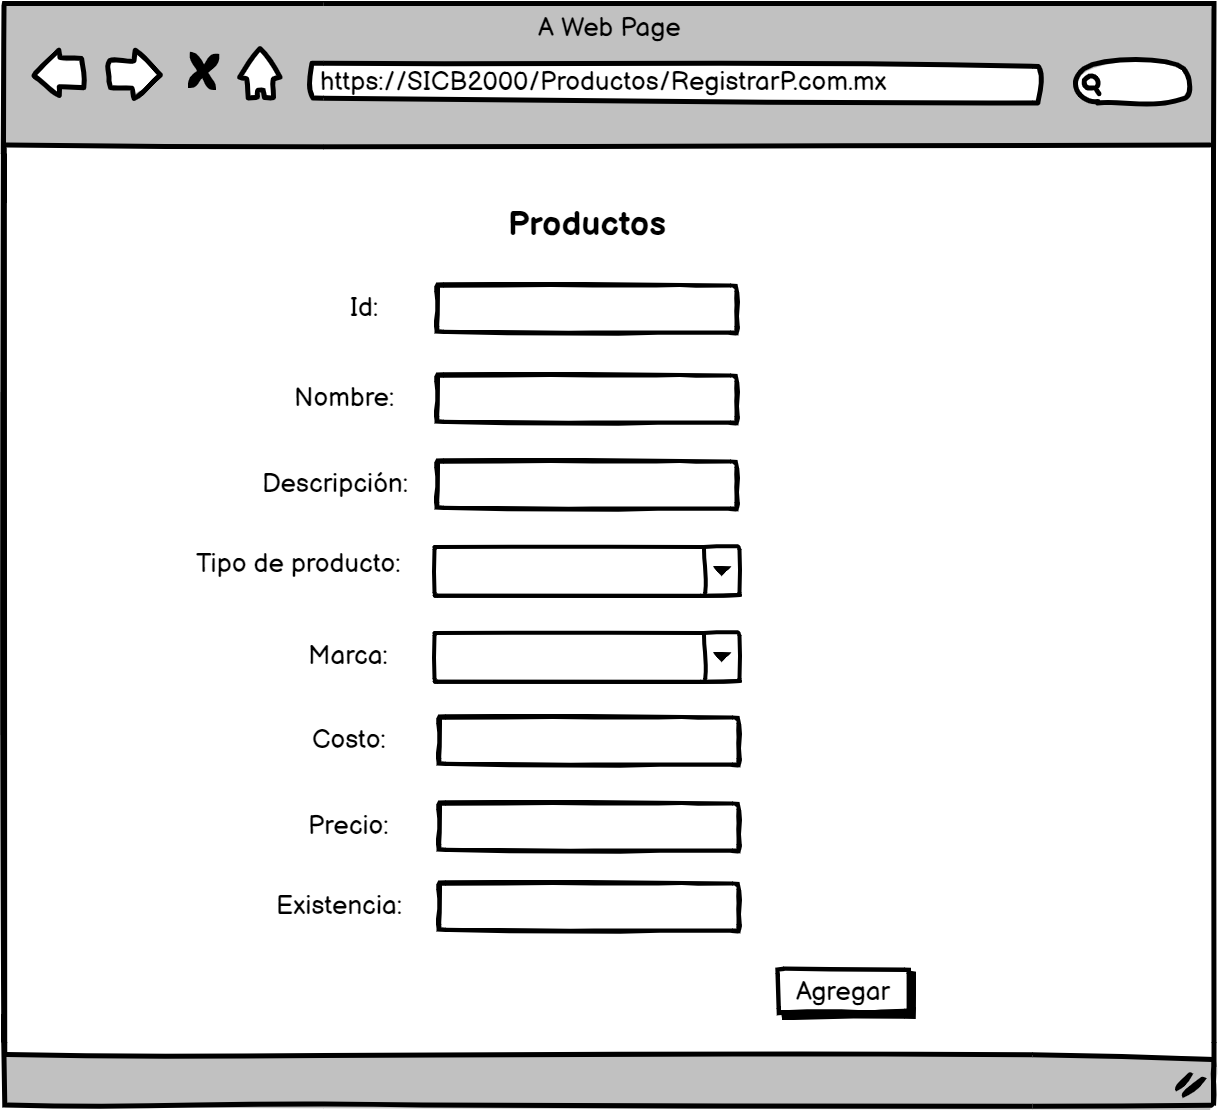 A Web Page
https://SICB2000/Productos/RegistrarP.com.mx
Productos
Id:
Nombre:
Descripción:
Tipo de producto:
Marca:
Costo:
Precio:
Existencia:
Agregar